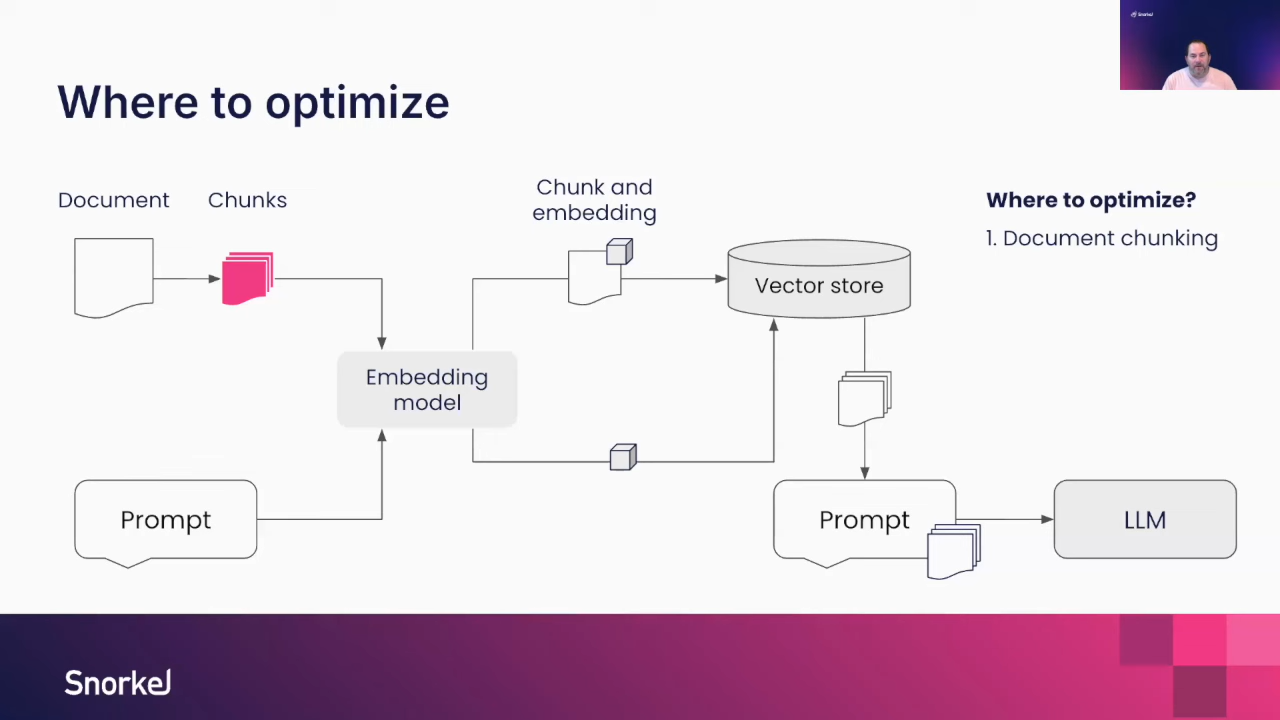 Snorkel
Where to optimize
Document
Chunks
Chunk and
embedding
Where to optimize?
1. Document chunking
Vector store
Embedding
model
Prompt
Prompt
LLM
Snorkel